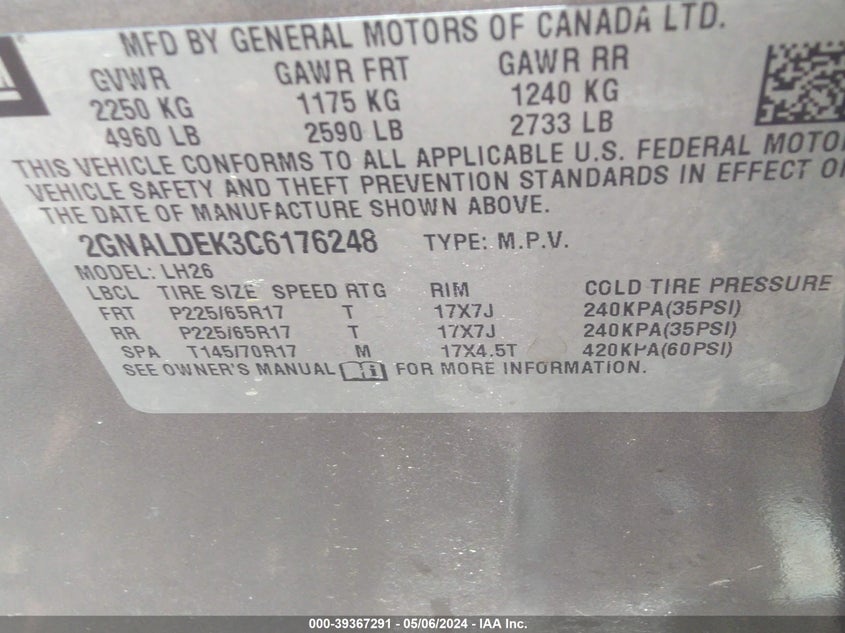 MFD BY GENERAL MOTORS OF CANADA LTD.
GVWR GAWR FRT GAWR RR
2250 KG 1175 KG 1240 KG
4960 LB 2590 LB 2733 LB
THIS VEHICLE CONFORMS TO ALL APPLICABLE U.S. FEDERAL MOTO
VEHICLE SAFETY AND THEFT PREVENTION STANDARDS IN EFFECT O
THE DATE OF MANUFACTURE SHOWN ABOVE.
2GNALDEK3C6176248 TYPE: M.P.V.
MODEL: LH26
LBCL TIRE SIZE SPEED RTG RIM COLD TIRE PRESSURE
FRT P225/65R17 T 17X7J 240KPA(35PSI)
RR P225/65R17 T 17X7J 240KPA(35PSI)
SPA T145/70R17 M 17X4.5T 420KPA(60PSI)
SEE OWNER'S MANUAL FOR MORE INFORMATION.
000-39367291 - 05/06/2024 - IAA Inc.